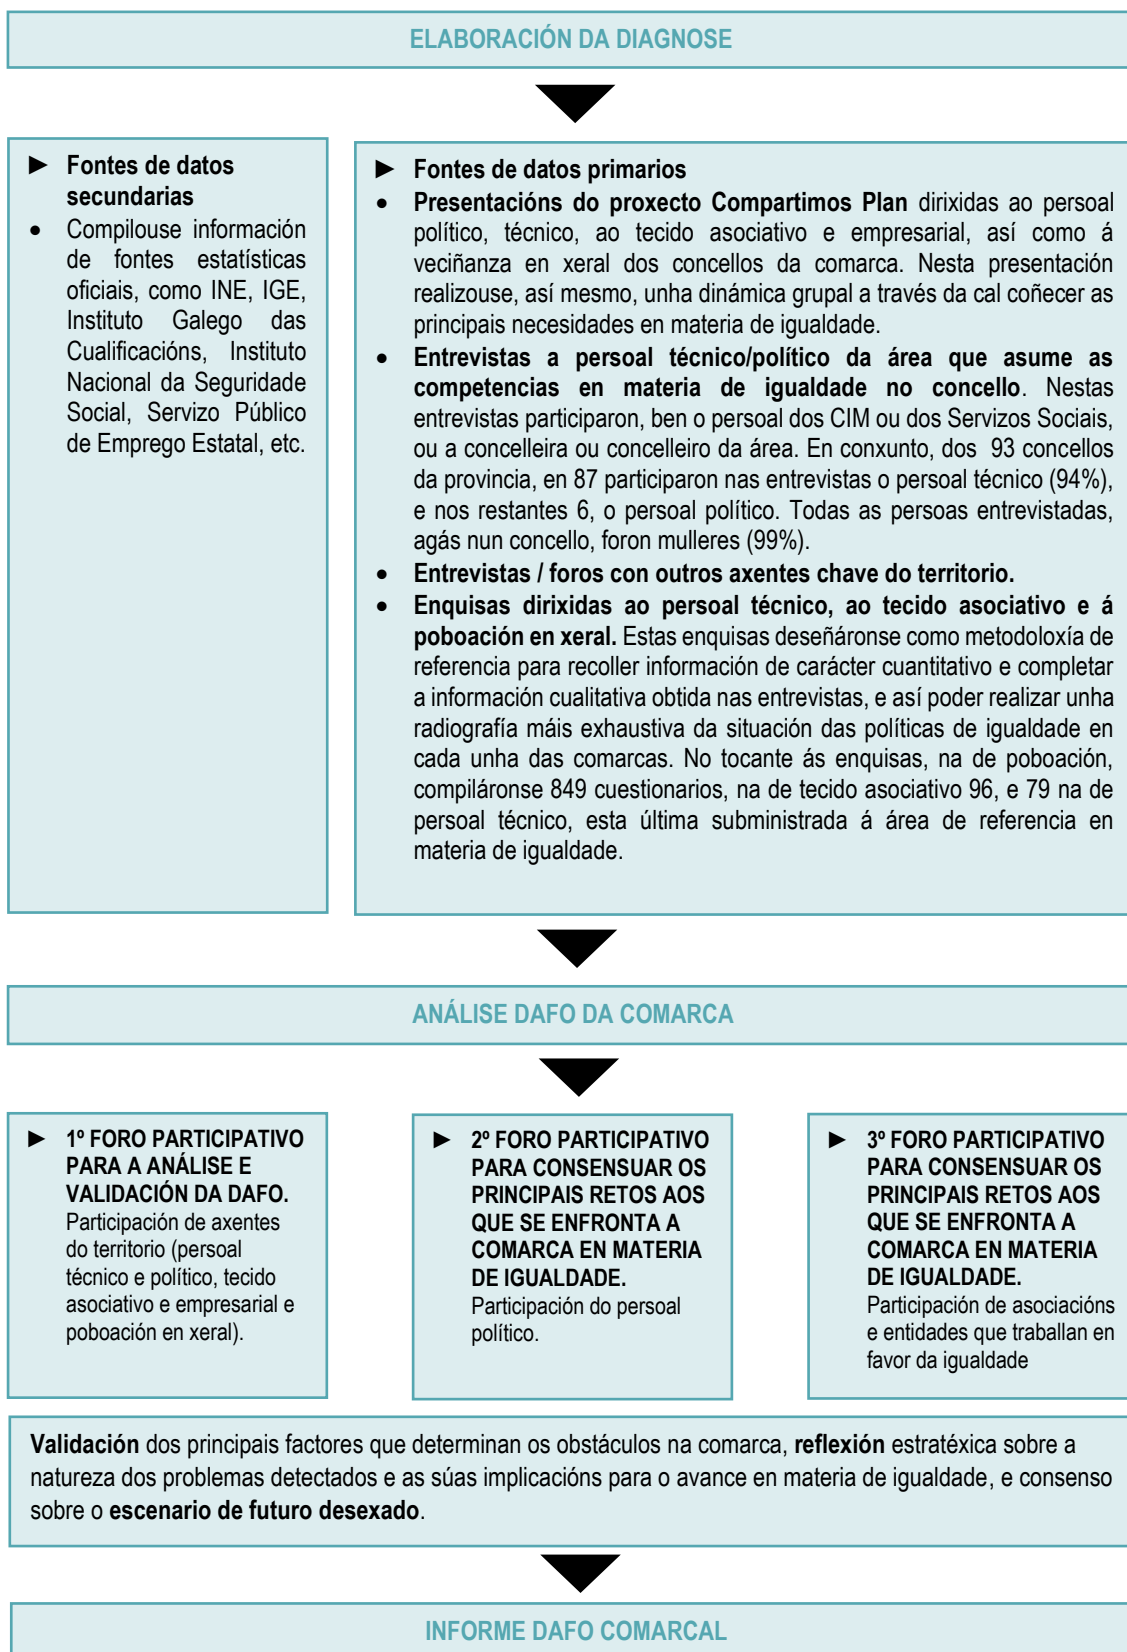 ELABORACIÓN DA DIAGNOSE
► Fontes de datos
secundarias
• Compilouse información
de fontes estatísticas
oficiais, como INE, IGE,
Instituto Galego das
Cualificacións, Instituto
Nacional da Seguridade
Social, Servizo Público
de Emprego Estatal, etc.
► Fontes de datos primarios
• Presentacións do proxecto Compartimos Plan dirixidas ao persoal
político, técnico, ao tecido asociativo e empresarial, así como á
veciñanza en xeral dos concellos da comarca. Nesta presentación
realizouse, así mesmo, unha dinámica grupal a través da cal coñecer as
principais necesidades en materia de igualdade.
• Entrevistas a persoal técnico/político da área que asume as
competencias en materia de igualdade no concello. Nestas
entrevistas participaron, ben o persoal dos CIM ou dos Servizos Sociais,
ou a concelleira ou concelleiro da área. En conxunto, dos 93 concellos
da provincia, en 87 participaron nas entrevistas o persoal técnico (94%),
e nos restantes 6, o persoal político. Todas as persoas entrevistadas,
agás nun concello, foron mulleres (99%).
• Entrevistas / foros con outros axentes chave do territorio.
• Enquisas dirixidas ao persoal técnico, ao tecido asociativo e á
poboación en xeral. Estas enquisas deseñáronse como metodoloxía de
referencia para recoller información de carácter cuantitativo e completar
a información cualitativa obtida nas entrevistas, e así poder realizar unha
radiografía máis exhaustiva da situación das políticas de igualdade en
cada unha das comarcas. No tocante ás enquisas, na de poboación,
compiláronse 849 cuestionarios, na de tecido asociativo 96, e 79 na de
persoal técnico, esta última subministrada á área de referencia en
materia de igualdade.
ANÁLISE DAFO DA COMARCA
► 1º FORO PARTICIPATIVO
PARA A ANÁLISE E
VALIDACIÓN DA DAFO.
Participación de axentes
do territorio (persoal
técnico e político, tecido
asociativo e empresarial e
poboación en xeral).
► 2º FORO PARTICIPATIVO
PARA CONSENSUAR OS
PRINCIPAIS RETOS AOS
QUE SE ENFRONTA A
COMARCA EN MATERIA
DE IGUALDADE.
Participación do persoal
político.
► 3º FORO PARTICIPATIVO
PARA CONSENSUAR OS
PRINCIPAIS RETOS AOS
QUE SE ENFRONTA A
COMARCA EN MATERIA
DE IGUALDADE.
Participación de asociacións
e entidades que traballan en
favor da igualdade
Validación dos principais factores que determinan os obstáculos na comarca, reflexión estratéxica sobre a
natureza dos problemas detectados e as súas implicacións para o avance en materia de igualdade, e consenso
sobre o escenario de futuro desexado.
INFORME DAFO COMARCAL